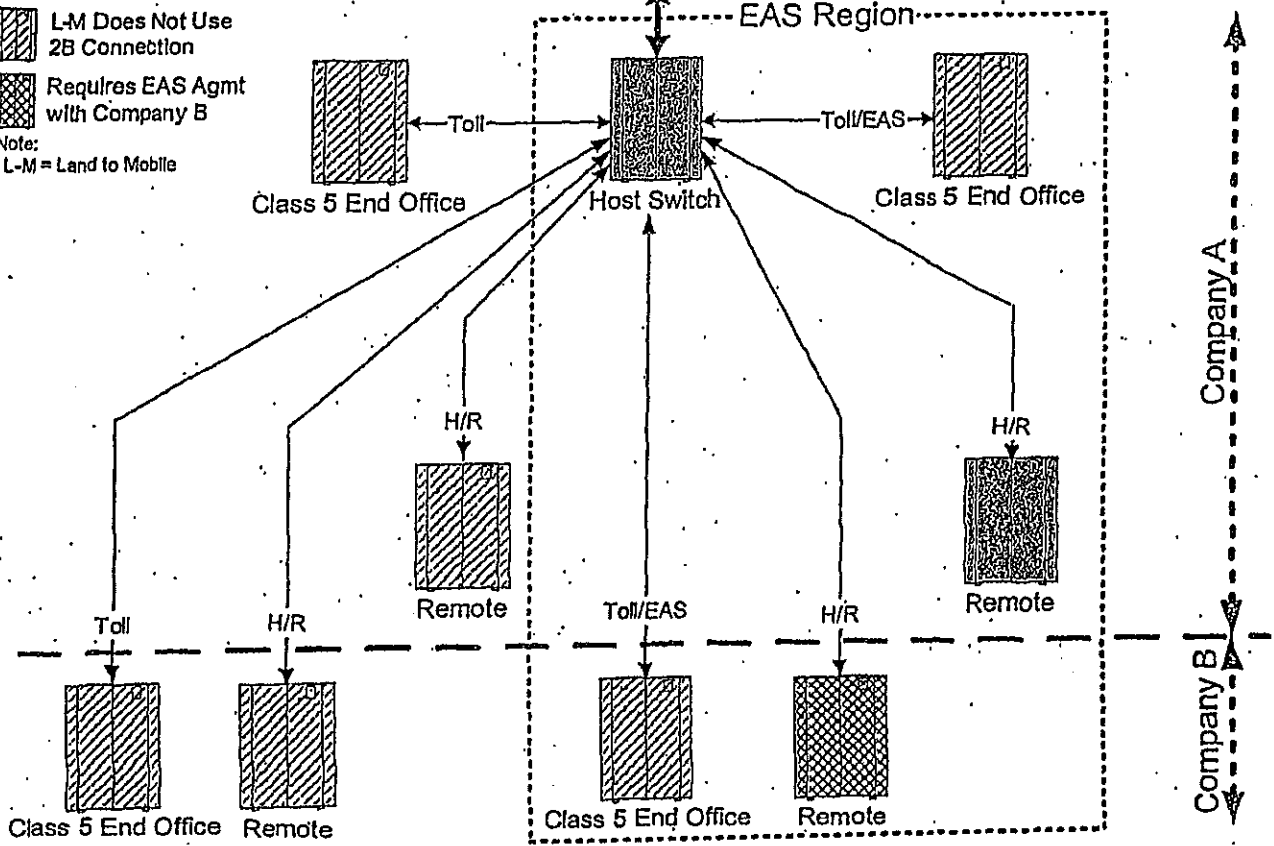 L-M Does Not Use
2B Connection
Requires EAS Agmt
with Company B
Note:
L-M = Land to Mobile
EAS Region
Toll
Toll/EAS
Class 5 End Office
Host Switch
Class 5 End Office
Company A
H/R
H/R
Remote
Remote
Toll
H/R
Toll/EAS
H/R
Company B
Class 5 End Office
Remote
Class 5 End Office
Remote